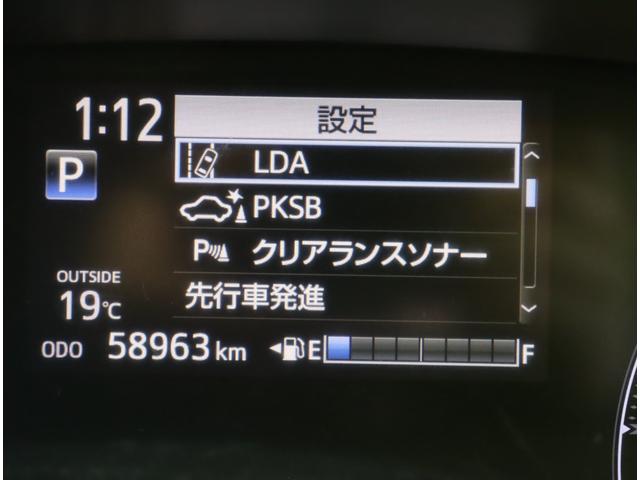 1:12
設定
LDA
P
PKSB
P クリアランスソナー
OUTSIDE
19℃
先行車発進
ODO 58963 km
E F